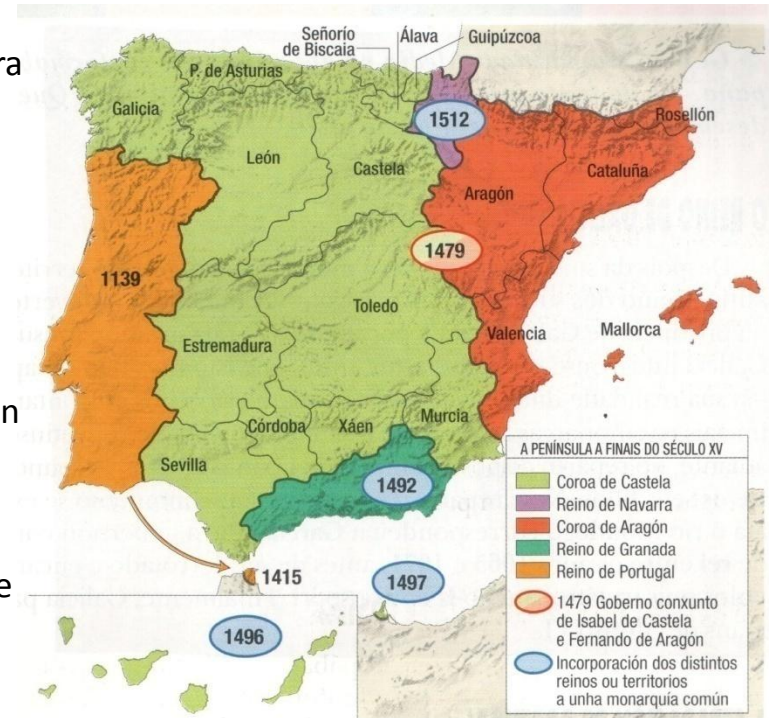 ra
n
e
Señorío
de Biscaia
Álava
Guipúzcoa
P. de Asturias
Galicia
1512
Rosellón
León
Castela
Cataluña
Aragón
1479
1139
Toledo
Estremadura
Valencia
Mallorca
Córdoba
Xáen
Murcia
Sevilla
1492
1415
1497
1496
A PENÍNSULA A FINAIS DO SÉCULO XV
Coroa de Castela
Reino de Navarra
Coroa de Aragón
Reino de Granada
Reino de Portugal
1479 Goberno conxunto
de Isabel de Castela
e Fernando de Aragón
Incorporación dos distintos
reinos ou territorios
a unha monarquía común